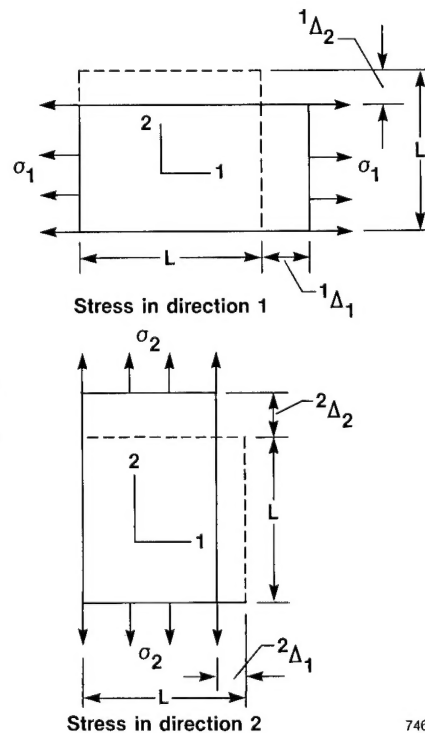 ¹Δ₂
2
1
σ₁
σ₁
L
L
¹Δ₁
Stress in direction 1
σ₂
²Δ₂
2
1
L
σ₂
²Δ₁
L
Stress in direction 2
746